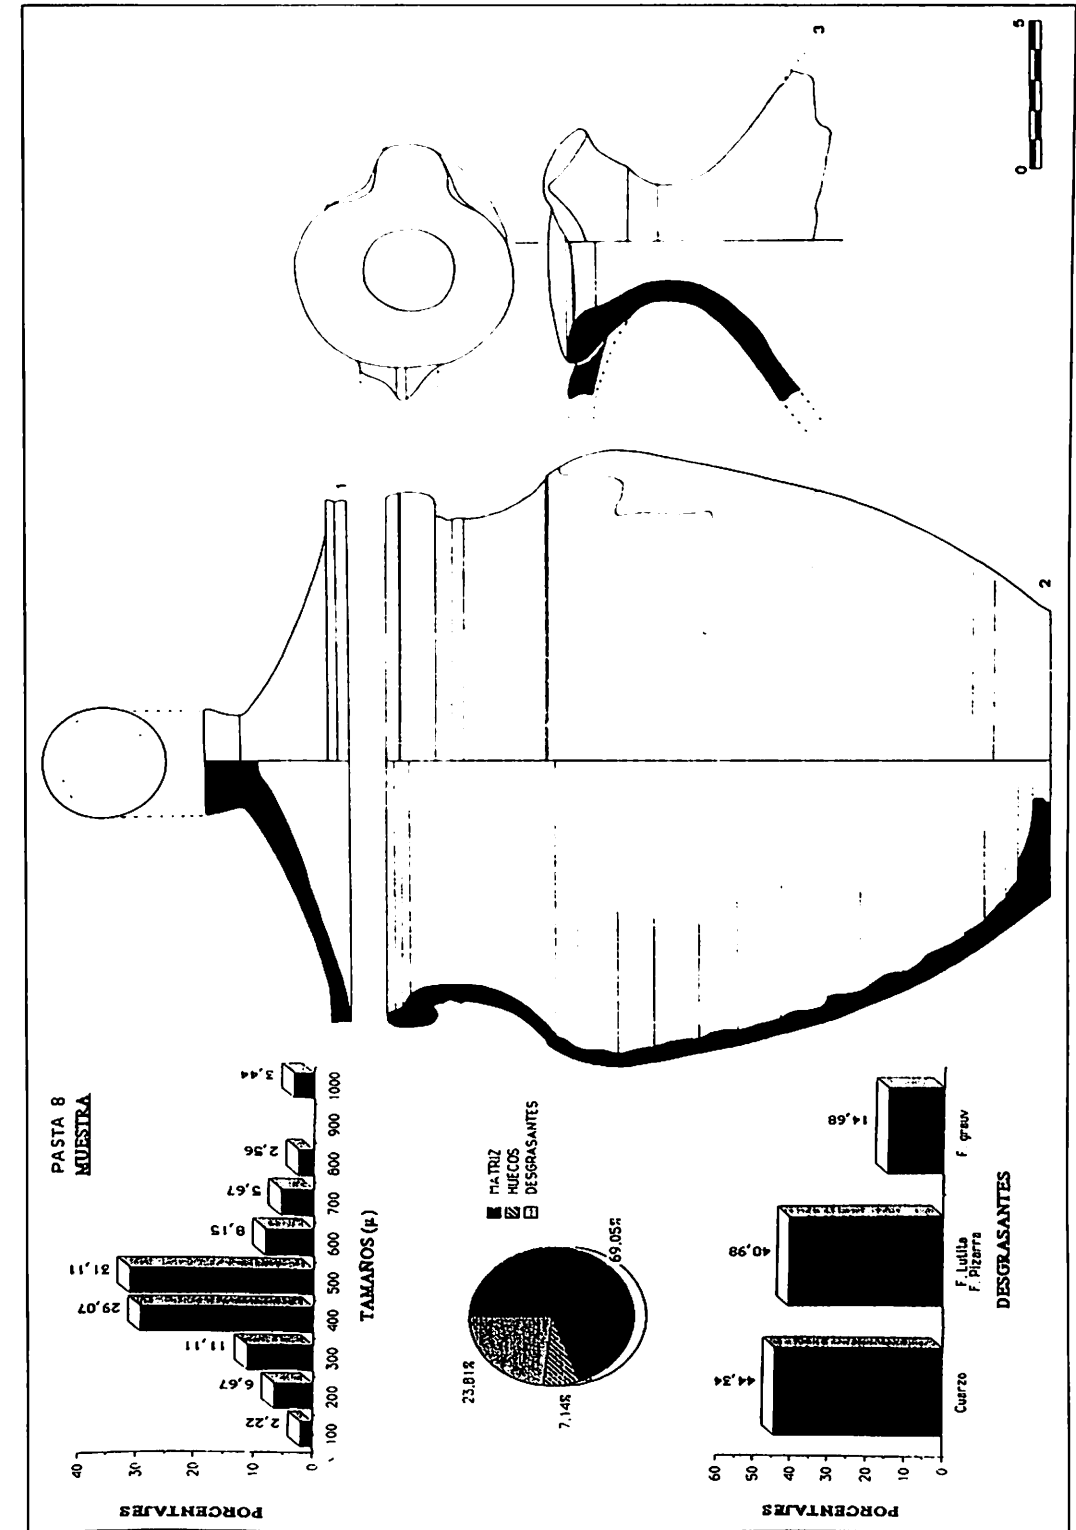 PASTA 8
MUESTRA
PORCENTAJES
40
30
20
10
0
2,22
6,67
11,11
29,07
31,11
8,15
5,67
2,56
3,44
100 200 300 400 500 600 700 800 900 1000
TAMAÑOS (µ)
MATRIZ
HUECOS
DESGRASANTES
23,81%
7,14%
69,05%
PORCENTAJES
60
50
40
30
20
10
0
44,34
40,98
14,68
Cuarzo
F. Lutita
F. Pizarra
F grauv
DESGRASANTES
1
2
3
0 5